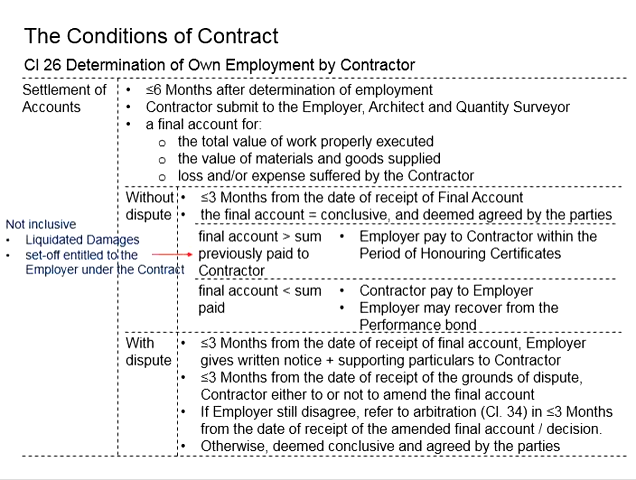 The Conditions of Contract
Cl 26 Determination of Own Employment by Contractor
Settlement of
Accounts
• ≤6 Months after determination of employment
• Contractor submit to the Employer, Architect and Quantity Surveyor
• a final account for:
o the total value of work properly executed
o the value of materials and goods supplied
o loss and/or expense suffered by the Contractor
Without
dispute
• ≤3 Months from the date of receipt of Final Account
• the final account = conclusive, and deemed agreed by the parties
Not inclusive
• Liquidated Damages
• set-off entitled to the
Employer under the Contract
final account > sum
previously paid to
Contractor
• Employer pay to Contractor within the
Period of Honouring Certificates
final account < sum
paid
• Contractor pay to Employer
• Employer may recover from the
Performance bond
With
dispute
• ≤3 Months from the date of receipt of final account, Employer
gives written notice + supporting particulars to Contractor
• ≤3 Months from the date of receipt of the grounds of dispute,
Contractor either to or not to amend the final account
• If Employer still disagree, refer to arbitration (Cl. 34) in ≤3 Months
from the date of receipt of the amended final account / decision.
• Otherwise, deemed conclusive and agreed by the parties